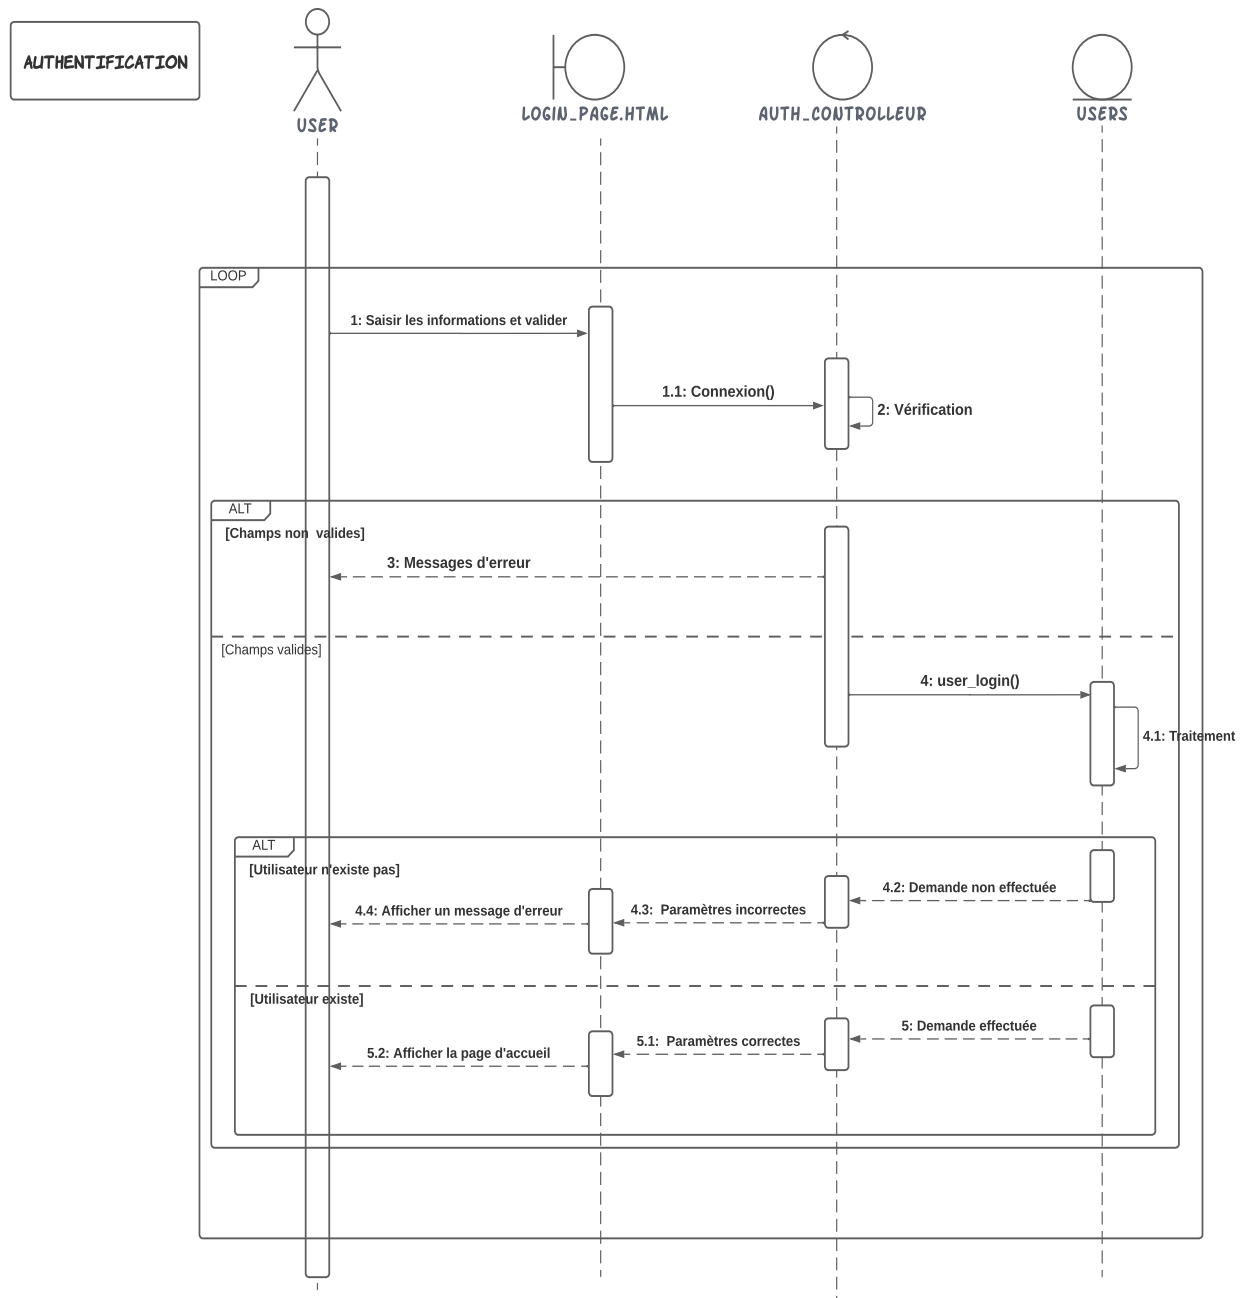 AUTHENTIFICATION
USER
LOGIN_PAGE.HTML
AUTH_CONTROLLEUR
USERS
LOOP
1: Saisir les informations et valider
1.1: Connexion()
2: Vérification
ALT
[Champs non  valides]
3: Messages d'erreur
[Champs valides]
4: user_login()
4.1: Traitement
ALT
[Utilisateur n'existe pas]
4.2: Demande non effectuée
4.3:  Paramètres incorrectes
4.4: Afficher un message d'erreur
[Utilisateur existe]
5: Demande effectuée
5.1:  Paramètres correctes
5.2: Afficher la page d'accueil